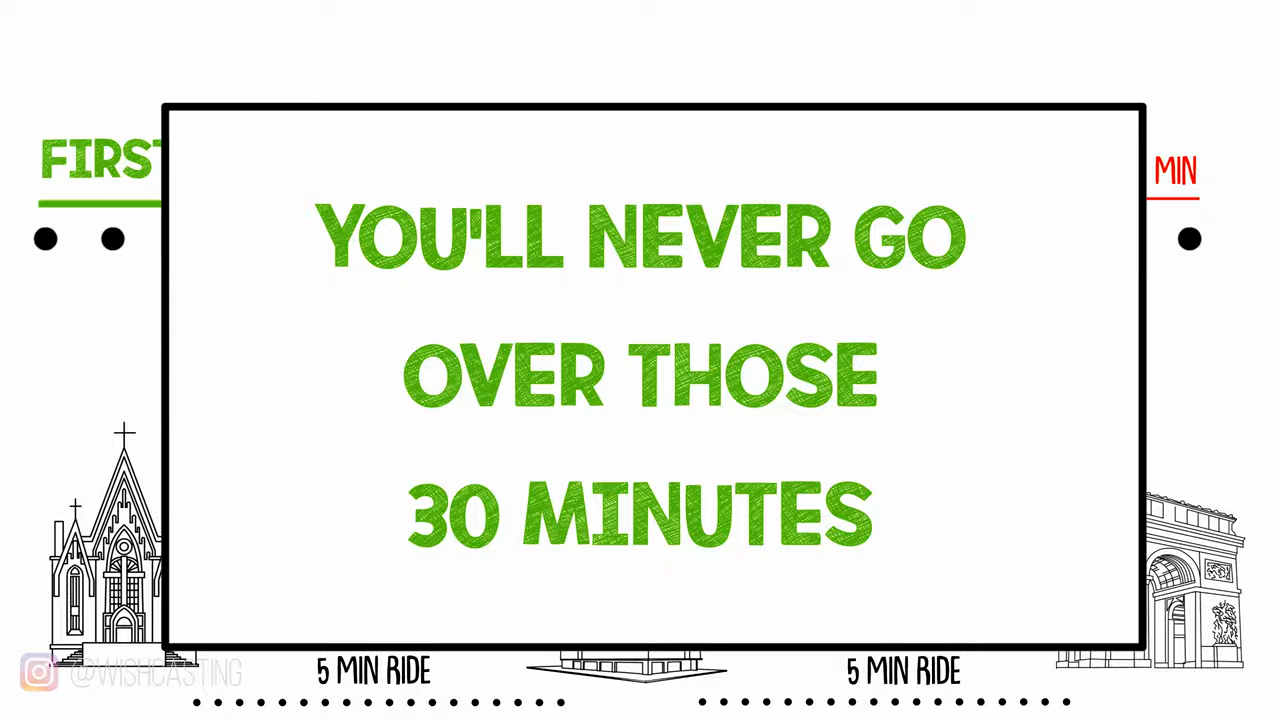 FIRST
MIN
YOU'LL NEVER GO
OVER THOSE
30 MINUTES
5 MIN RIDE
5 MIN RIDE
@WISHCASTING